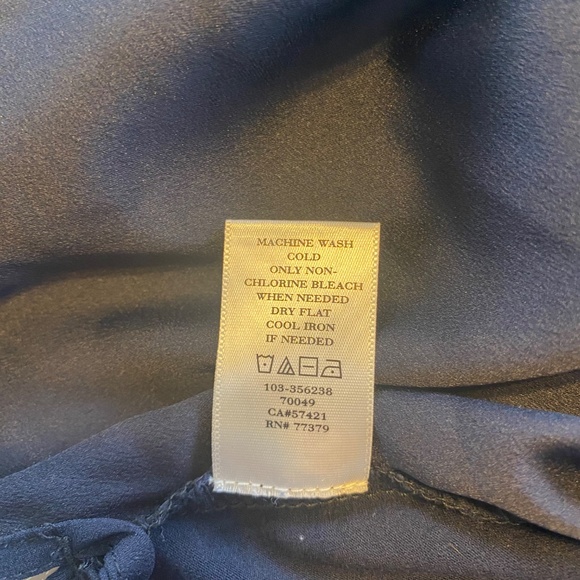 MACHINE WASH
COLD
ONLY NON-
CHLORINE BLEACH
WHEN NEEDED
DRY FLAT
COOL IRON
IF NEEDED
103-356238
70049
CA#57421
RN# 77379